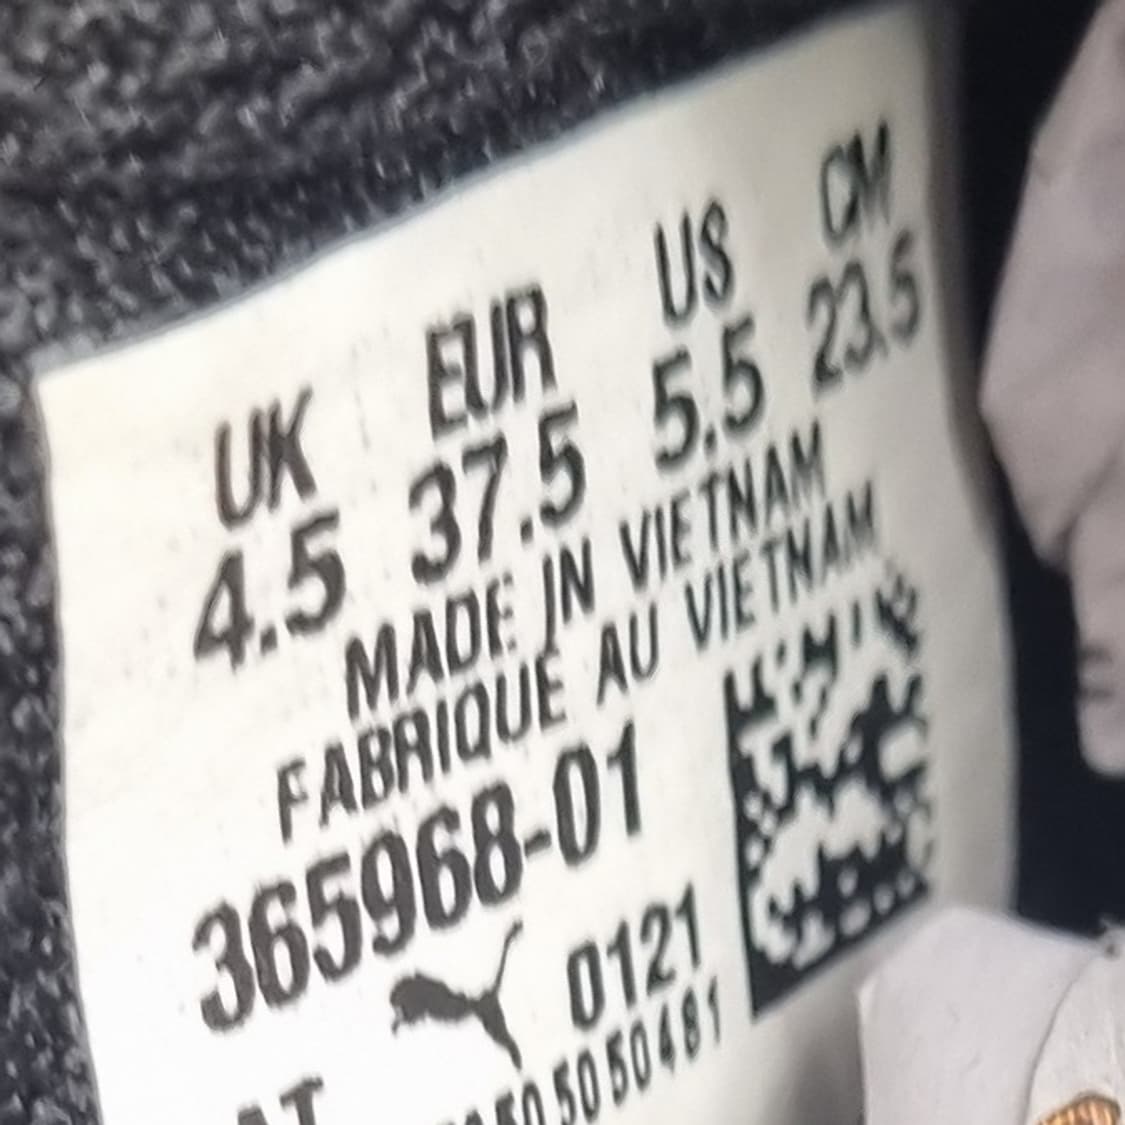 UK EUR US CM
4.5 37.5 5.5 23.5
MADE IN VIETNAM
FABRIQUÉ AU VIETNAM
365968-01
0121